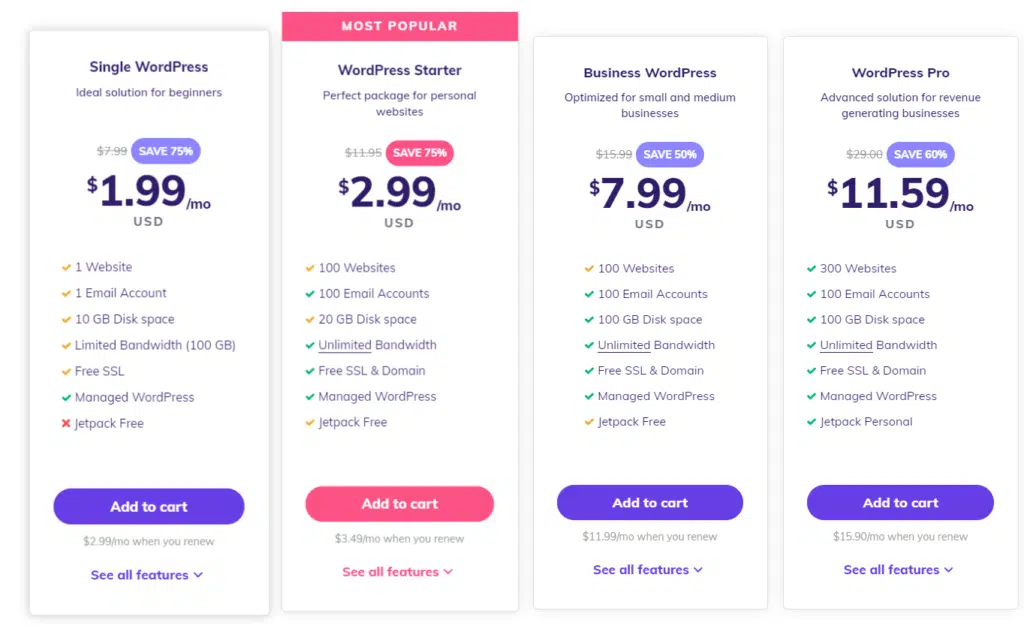 Single WordPress
Ideal solution for beginners
$7.99 SAVE 75%
$1.99/mo
USD
1 Website
1 Email Account
10 GB Disk space
Limited Bandwidth (100 GB)
Free SSL
Managed WordPress
Jetpack Free
Add to cart
$2.99/mo when you renew
See all features
MOST POPULAR
WordPress Starter
Perfect package for personal
websites
$11.95 SAVE 75%
$2.99/mo
USD
100 Websites
100 Email Accounts
20 GB Disk space
Unlimited Bandwidth
Free SSL & Domain
Managed WordPress
Jetpack Free
Add to cart
$3.49/mo when you renew
See all features
Business WordPress
Optimized for small and medium
businesses
$15.99 SAVE 50%
$7.99/mo
USD
100 Websites
100 Email Accounts
100 GB Disk space
Unlimited Bandwidth
Free SSL & Domain
Managed WordPress
Jetpack Free
Add to cart
$11.99/mo when you renew
See all features
WordPress Pro
Advanced solution for revenue
generating businesses
$29.00 SAVE 60%
$11.59/mo
USD
300 Websites
100 Email Accounts
100 GB Disk space
Unlimited Bandwidth
Free SSL & Domain
Managed WordPress
Jetpack Personal
Add to cart
$15.90/mo when you renew
See all features